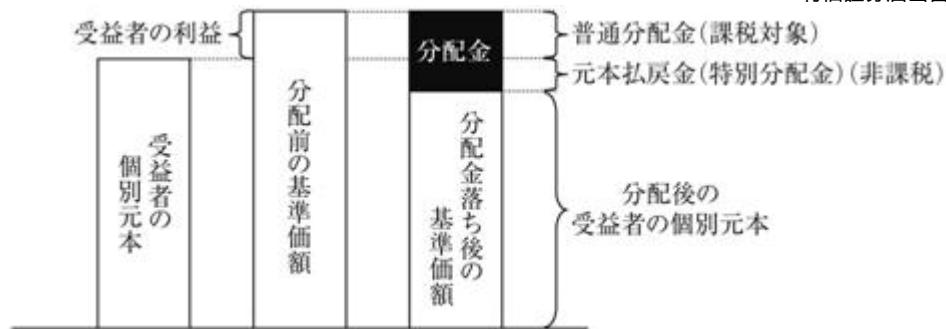 受益者の利益
分配金
普通分配金(課税対象)
元本払戻金(特別分配金)(非課税)
受益者の
個別元本
分配前の基準価額
分配金落ち後の
基準価額
分配後の
受益者の個別元本